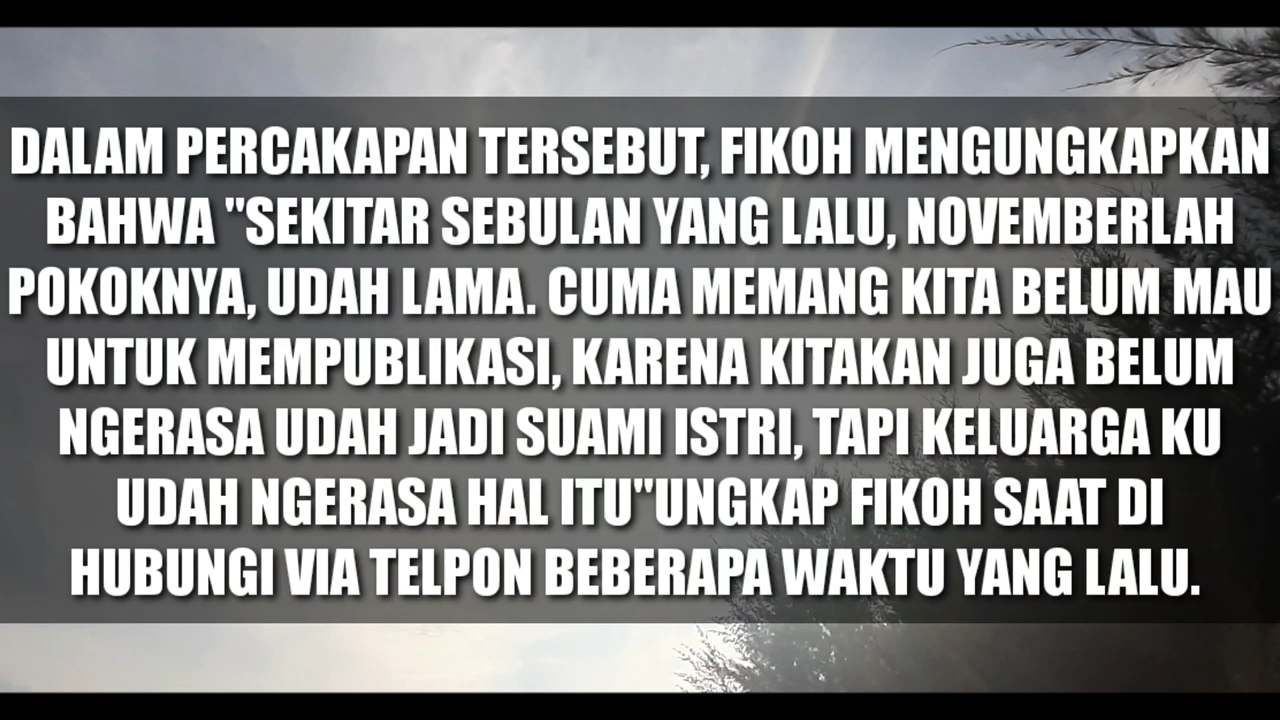 DALAM PERCAKAPAN TERSEBUT, FIKOH MENGUNGKAPKAN
BAHWA "SEKITAR SEBULAN YANG LALU, NOVEMBERLAH
POKOKNYA, UDAH LAMA. CUMA MEMANG KITA BELUM MAU
UNTUK MEMPUBLIKASI, KARENA KITAKAN JUGA BELUM
NGERASA UDAH JADI SUAMI ISTRI, TAPI KELUARGA KU
UDAH NGERASA HAL ITU"UNGKAP FIKOH SAAT DI
HUBUNGI VIA TELPON BEBERAPA WAKTU YANG LALU.